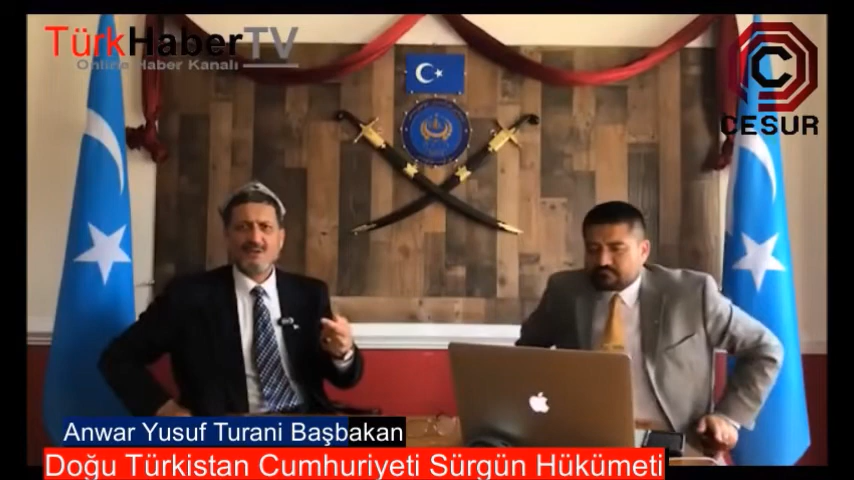 TürkHaberTV
Online Haber Kanalı
CESUR
Anwar Yusuf Turani Başbakan
Doğu Türkistan Cumhuriyeti Sürgün Hükümeti